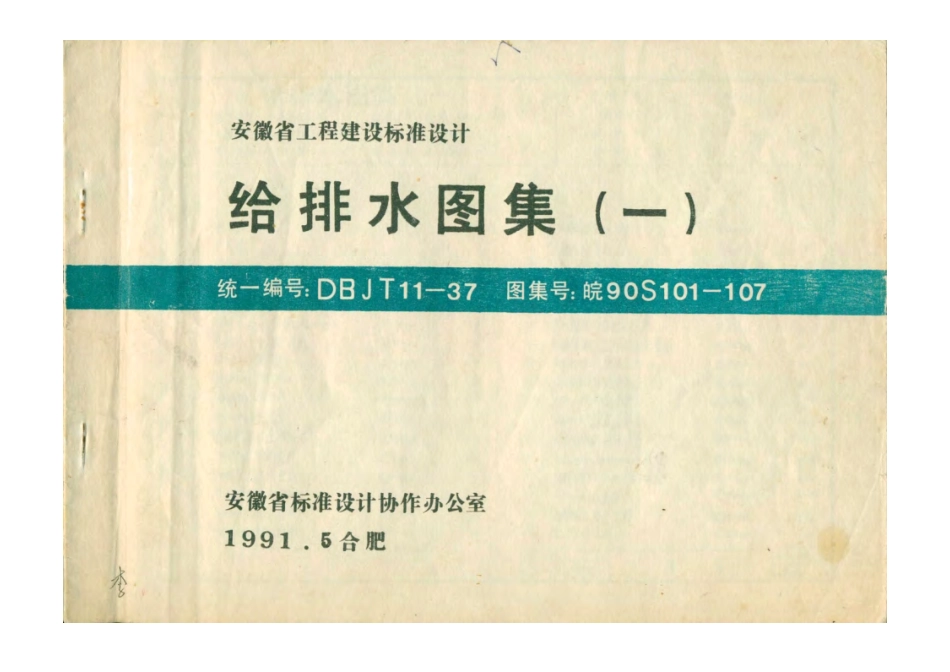 安徽省工程建设标准设计
给排水图集(一)
统一编号:DBJT11—37 图集号:皖90S101—107
安徽省标准设计协作办公室
1991.5合肥
李